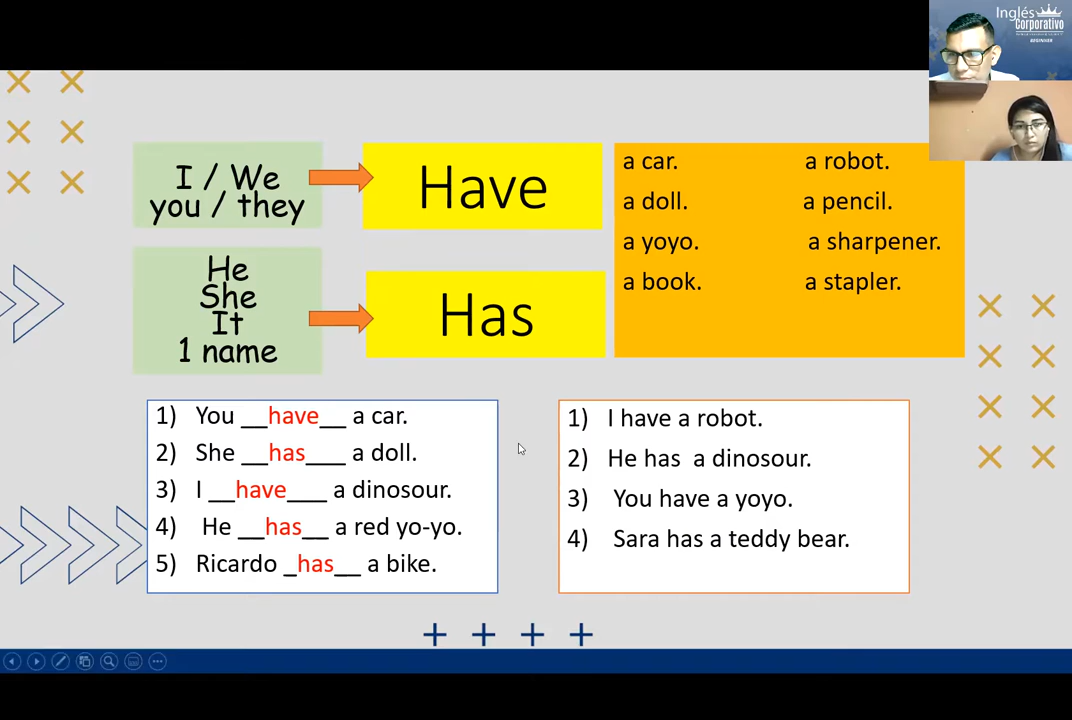 Inglés
Corporativo
BEGINNER
I / We
you / they
Have
He
She
It
1 name
Has
a car. a robot.
a doll. a pencil.
a yoyo. a sharpener.
a book. a stapler.
1) You __have__ a car.
2) She __has___ a doll.
3) I __have___ a dinosour.
4) He __has__ a red yo-yo.
5) Ricardo _has__ a bike.
1) I have a robot.
2) He has a dinosour.
3) You have a yoyo.
4) Sara has a teddy bear.